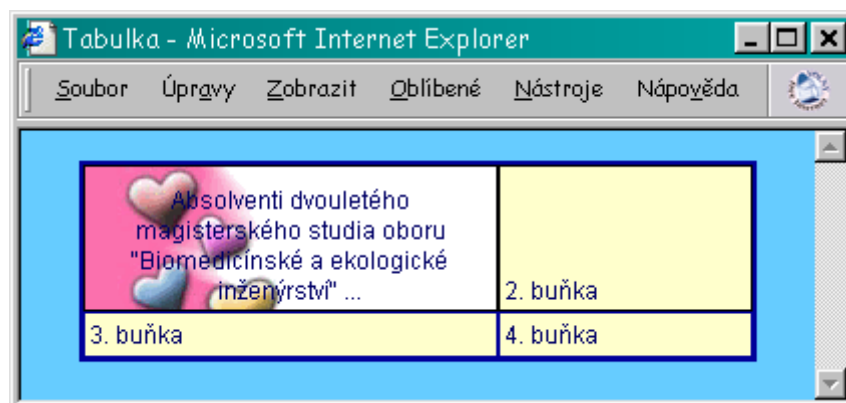 Tabulka - Microsoft Internet Explorer
Soubor Úpravy Zobrazit Oblíbené Nástroje Nápověda
Absolventi dvouletého
magisterského studia oboru
"Biomedicínské a ekologické
inženýrství" ...
2. buňka
3. buňka
4. buňka